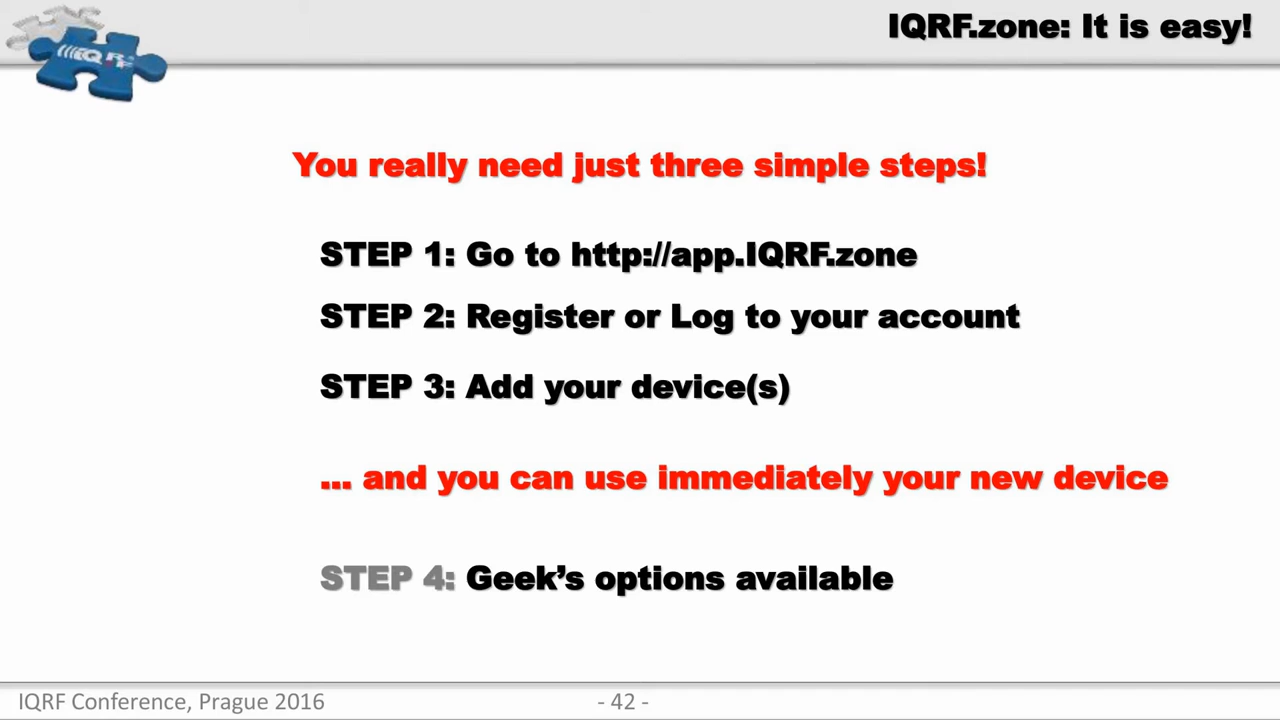 IQRF.zone: It is easy!
IQRF
You really need just three simple steps!
STEP 1: Go to http://app.IQRF.zone
STEP 2: Register or Log to your account
STEP 3: Add your device(s)
... and you can use immediately your new device
STEP 4: Geek’s options available
IQRF Conference, Prague 2016
- 42 -